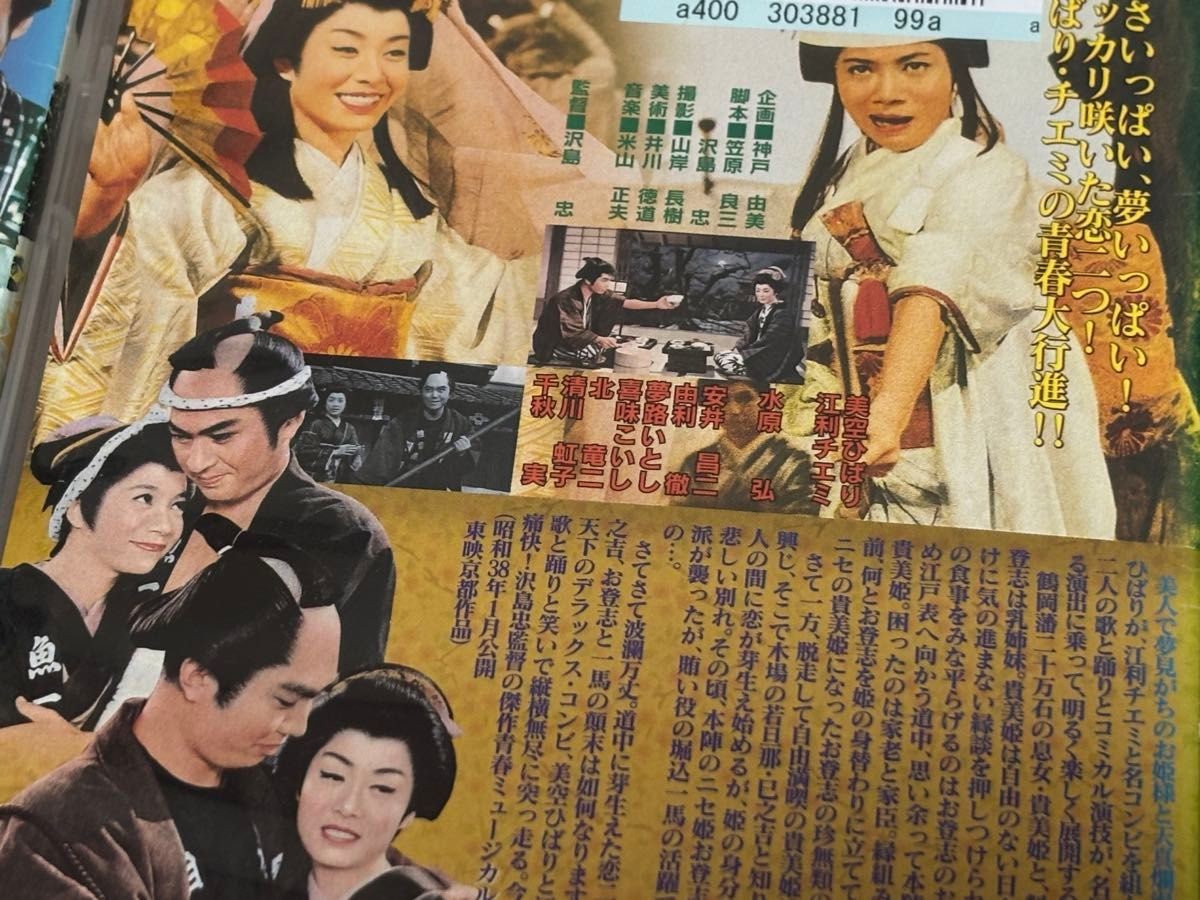 a400 303881 99a
a
さいっぱい、夢いっぱい!
ッカリ咲いた恋二つ!
ばり・チエミの青春大行進!!
企画■神戸 由美
脚本■笠原 良三
沢島 忠
撮影■山岸 長樹
美術■井川 徳道
音楽■米山 正夫
監督■沢島 忠
美空ひばり
江利チエミ
水原 弘
安井 昌二
由利 徹
夢路いとし
喜味こいし
北 竜二
清川 虹子
千秋 実
魚
美人で夢見がちのお姫様と天真爛
ひばりが、江利チエミと名コンビを組
二人の歌と踊りとコミカル演技が、名
る演出に乗って、明るく楽しく展開する
鶴岡藩二十万石の息女・貴美姫と、
登志は乳姉妹。貴美姫は自由のない日
けに気の進まない縁談を押しつけられ
の食事をみな平らげるのはお登志のお
め江戸表へ向かう道中、思い余って本陣
貴美姫。困ったのは家老と家臣。縁組み
前、何とお登志を姫の身替わりに立てて
ニセの貴美姫になったお登志の珍無類の
さて一方、脱走して自由満喫の貴美姫
興じ、そこで木場の若旦那・巳之吉と知り
人の間に恋が芽生え始めるが、姫の身分
悲しい別れ。その頃、本陣のニセ姫お登志
派が襲ったが、賄い役の堀込一馬の活躍
の…。
さてさて波瀾万丈。道中に芽生えた恋二
之吉、お登志と一馬の顛末は如何なります
天下のデラックス・コンビ、美空ひばりと
歌と踊りと笑いで縦横無尽に突っ走る。今
痛快!沢島忠監督の傑作青春ミュージカル
(昭和38年1月公開
東映京都作品)